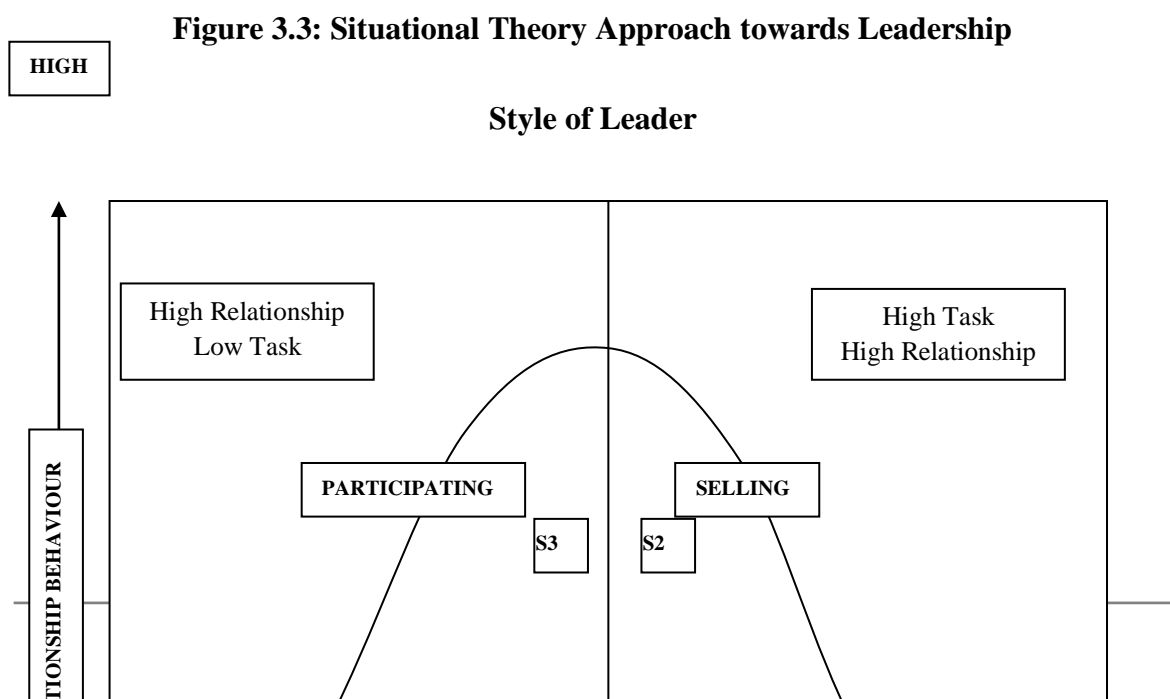 Figure 3.3: Situational Theory Approach towards Leadership
HIGH
Style of Leader
High Relationship
Low Task
High Task
High Relationship
PARTICIPATING
SELLING
S3
S2
TIONSHIP BEHAVIOUR